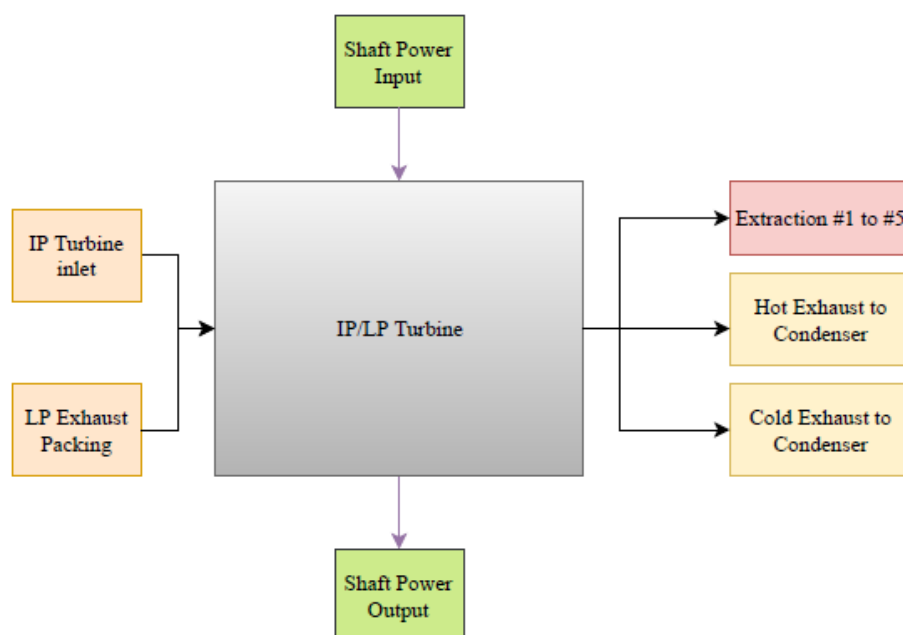 Shaft Power
Input
IP Turbine
inlet
LP Exhaust
Packing
IP/LP Turbine
Extraction #1 to #5
Hot Exhaust to
Condenser
Cold Exhaust to
Condenser
Shaft Power
Output